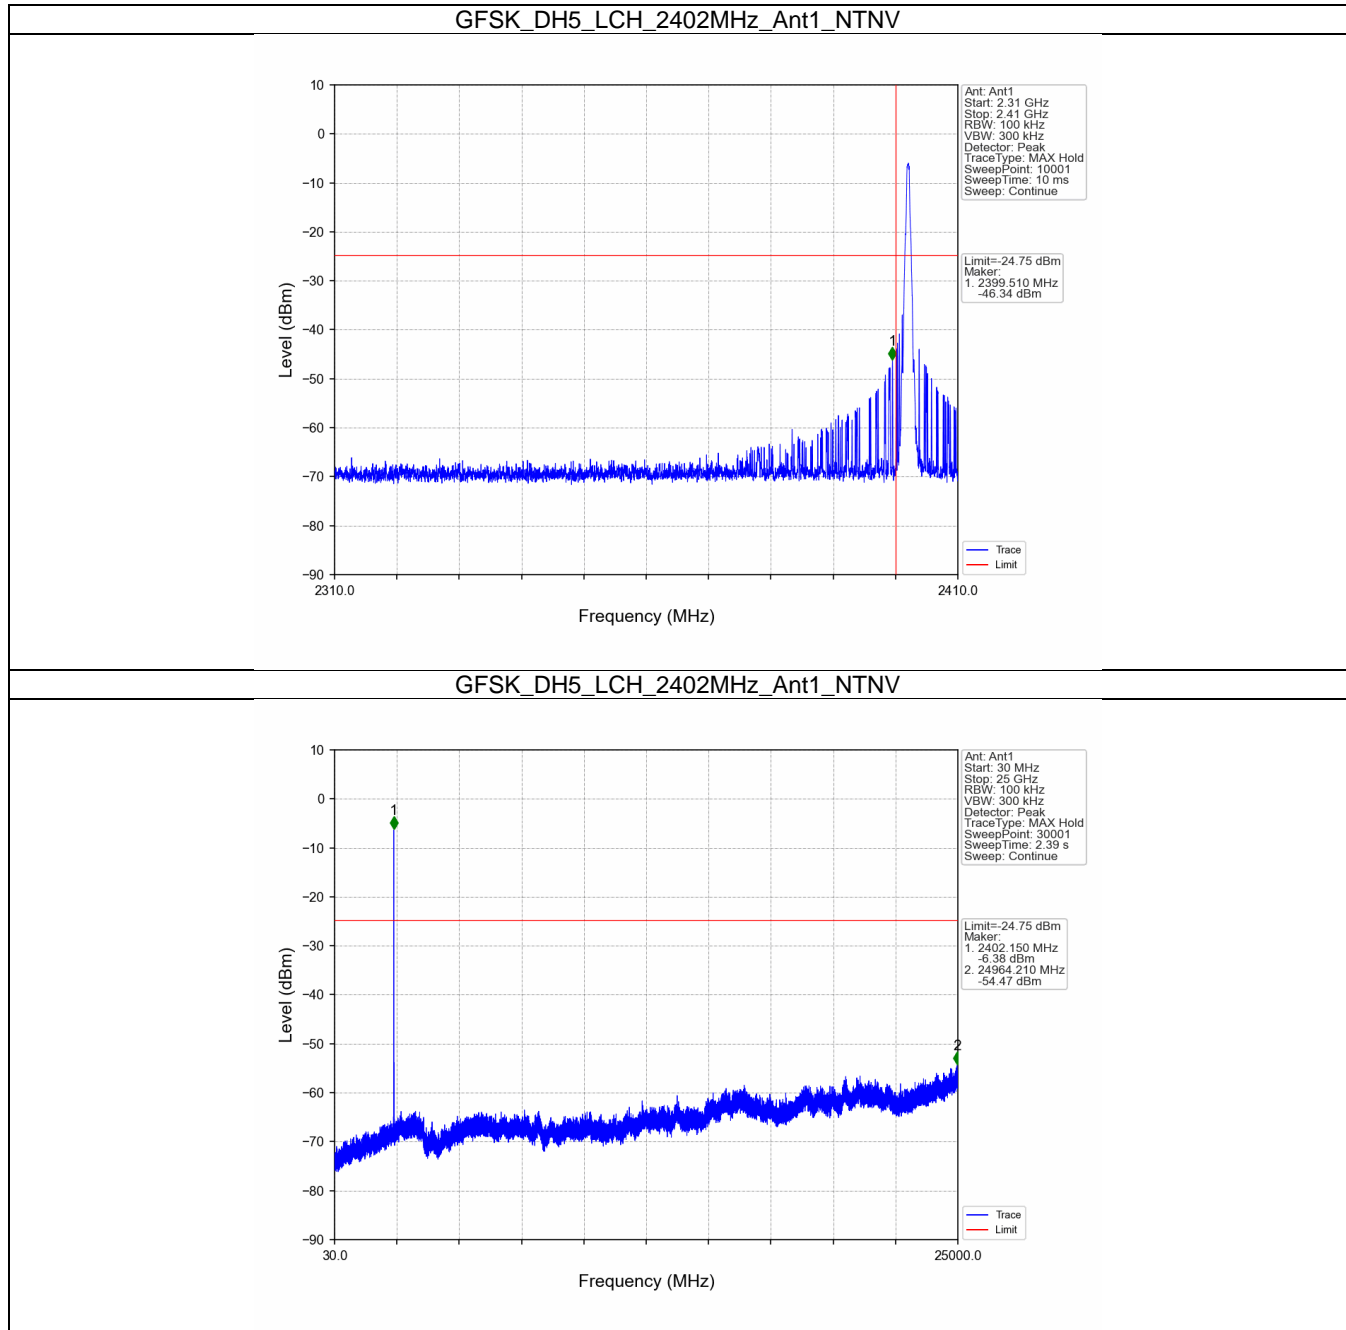 GFSK_DH5_LCH_2402MHz_Ant1_NTNV
10
0
−10
−20
−30
−40
−50
−60
−70
−80
−90
Level (dBm)
2310.0
2410.0
Frequency (MHz)
1
Ant: Ant1
Start: 2.31 GHz
Stop: 2.41 GHz
RBW: 100 kHz
VBW: 300 kHz
Detector: Peak
TraceType: MAX Hold
SweepPoint: 10001
SweepTime: 10 ms
Sweep: Continue
Limit=-24.75 dBm
Maker:
1. 2399.510 MHz
-46.34 dBm
Trace
Limit
GFSK_DH5_LCH_2402MHz_Ant1_NTNV
10
0
−10
−20
−30
−40
−50
−60
−70
−80
−90
Level (dBm)
30.0
25000.0
Frequency (MHz)
1
2
Ant: Ant1
Start: 30 MHz
Stop: 25 GHz
RBW: 100 kHz
VBW: 300 kHz
Detector: Peak
TraceType: MAX Hold
SweepPoint: 30001
SweepTime: 2.39 s
Sweep: Continue
Limit=-24.75 dBm
Maker:
1. 2402.150 MHz
-6.38 dBm
2. 24964.210 MHz
-54.47 dBm
Trace
Limit